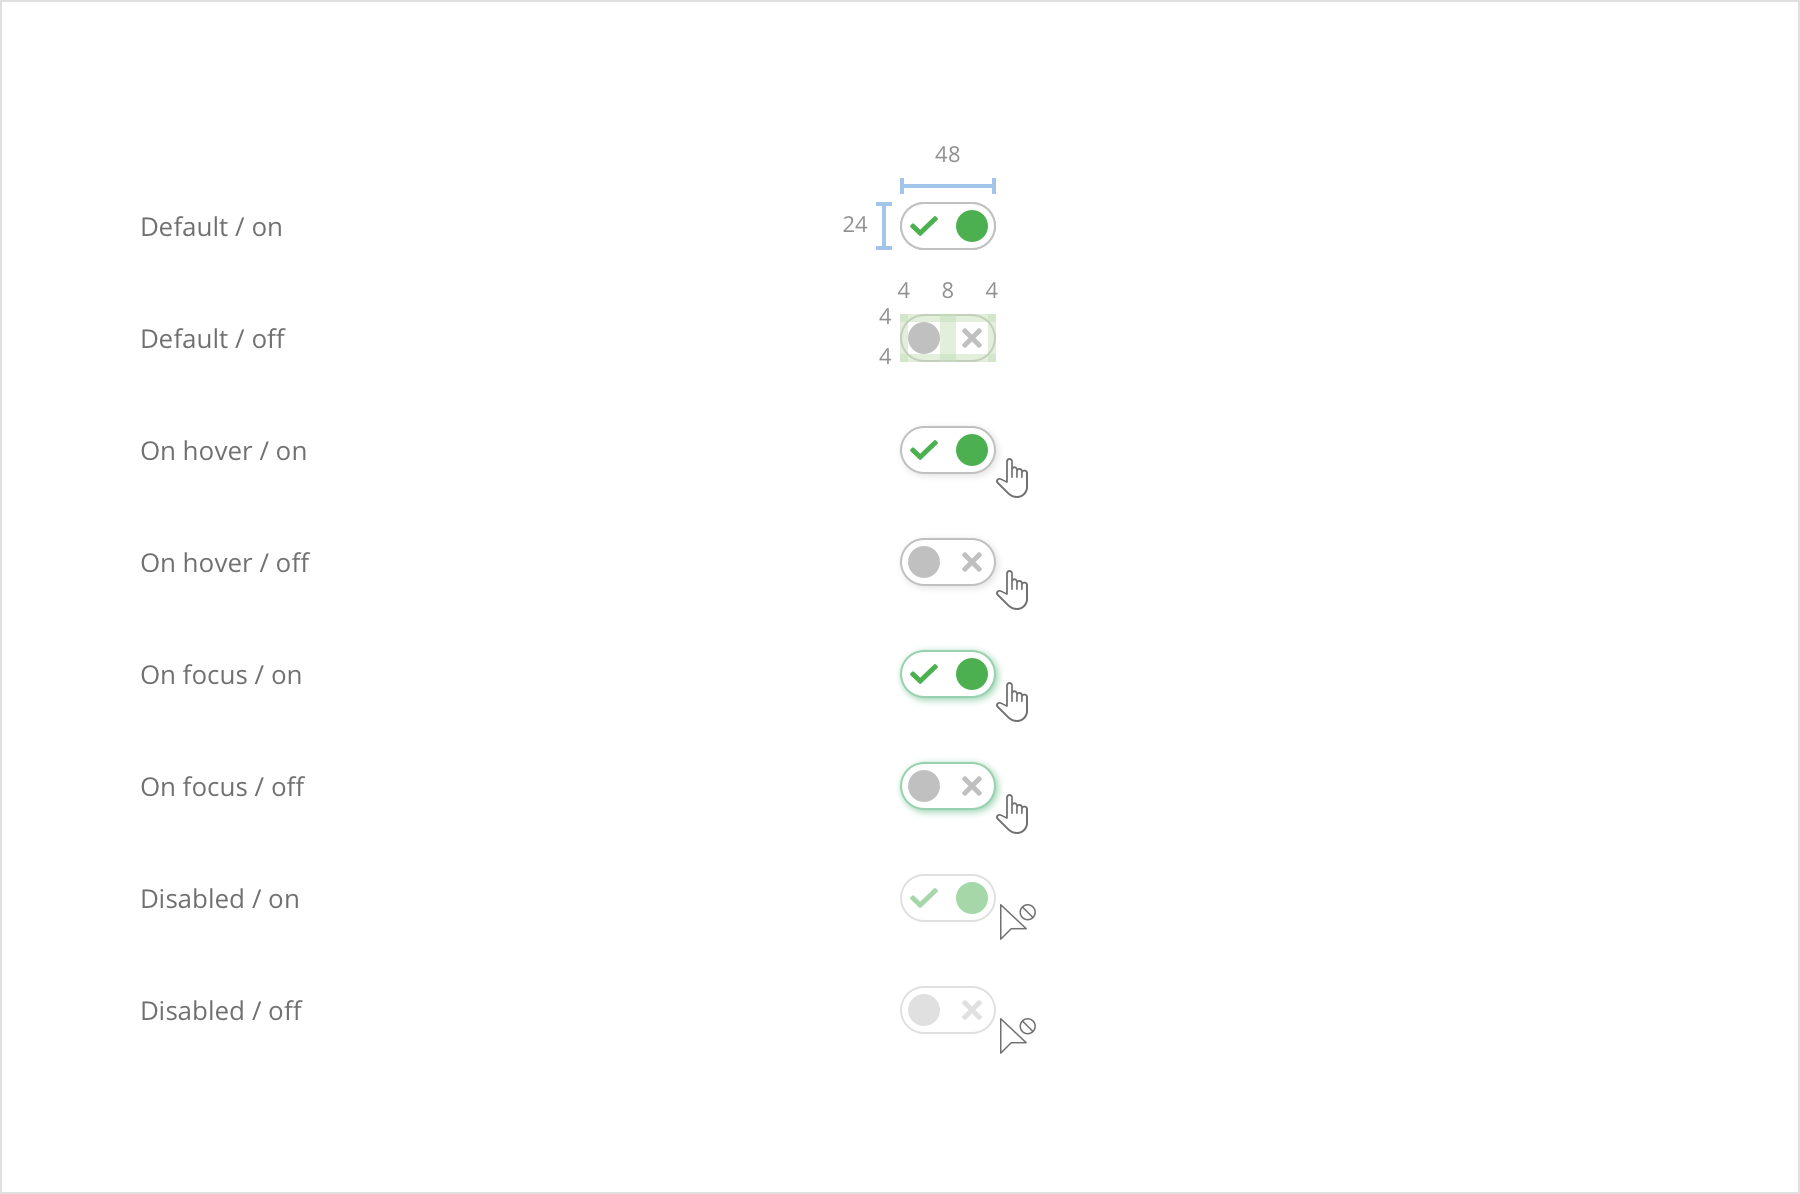 48
Default / on
24
4 8 4
4
Default / off
4
On hover / on
On hover / off
On focus / on
On focus / off
Disabled / on
Disabled / off